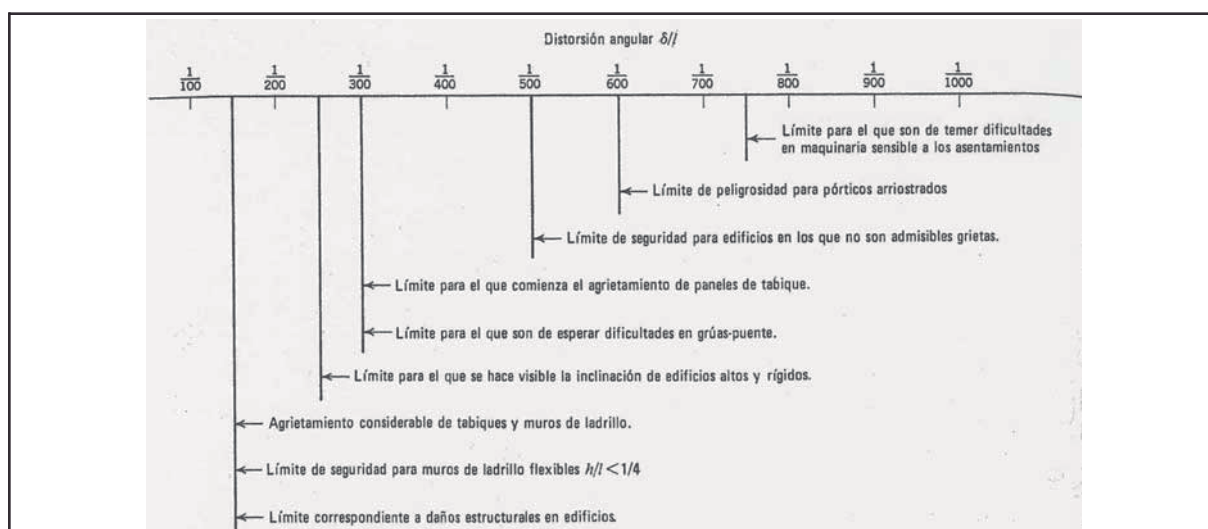 Distorsión angular δ/l
1/100 1/200 1/300 1/400 1/500 1/600 1/700 1/800 1/900 1/1000
Límite para el que son de temer dificultades
en maquinaria sensible a los asentamientos
Límite de peligrosidad para pórticos arriostrados
Límite de seguridad para edificios en los que no son admisibles grietas.
Límite para el que comienza el agrietamiento de paneles de tabique.
Límite para el que son de esperar dificultades en grúas-puente.
Límite para el que se hace visible la inclinación de edificios altos y rígidos.
Agrietamiento considerable de tabiques y muros de ladrillo.
Límite de seguridad para muros de ladrillo flexibles h/l < 1/4
Límite correspondiente a daños estructurales en edificios.